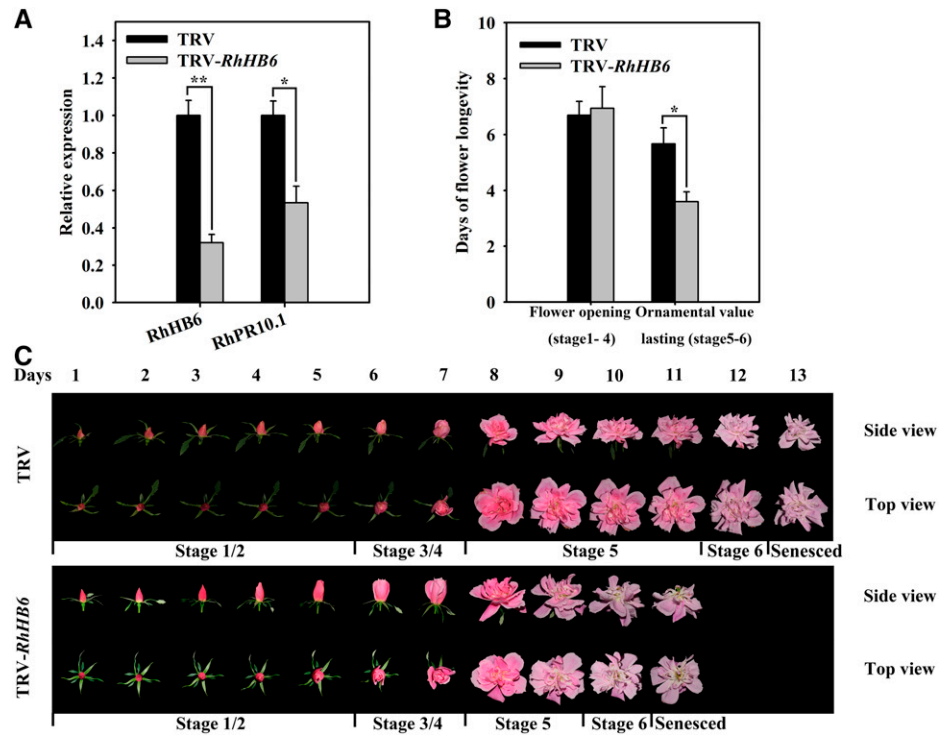 A
1.4
1.2
1.0
0.8
0.6
0.4
0.2
0.0
Relative expression
TRV
TRV-RhHB6
**
*
RhHB6
RhPR10.1
B
10
8
6
4
2
0
Days of flower longevity
TRV
TRV-RhHB6
*
Flower opening
(stage1- 4)
Ornamental value
lasting (stage5-6)
C
Days 1 2 3 4 5 6 7 8 9 10 11 12 13
TRV
Side view
Top view
Stage 1/2 Stage 3/4 Stage 5 Stage 6 Senesced
TRV-RhHB6
Side view
Top view
Stage 1/2 Stage 3/4 Stage 5 Stage 6 Senesced